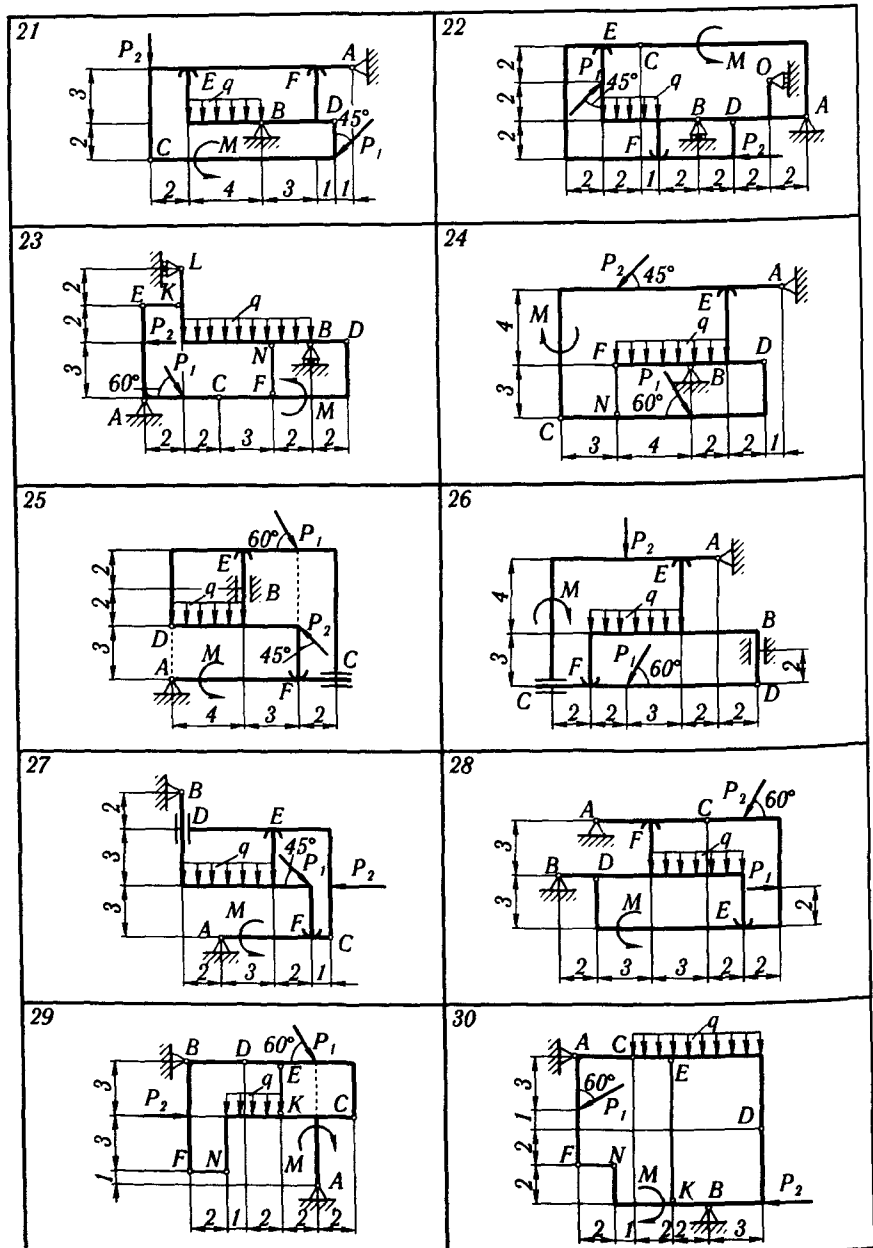 21
P₂
A
E
q
F
3
B
D
45°
2
C
M
P₁
2 4 3 1 1
22
E
C
M
2
P₁
45°
q
O
2
B
D
A
2
F
P₂
2 2 1 2 2 2 2
23
L
2
E
K
2
P₂
q
B
D
N
3
60°
P₁
C
F
M
A
2 2 3 2 2
24
P₂
45°
A
E
4
M
q
F
D
P₁
B
3
N
60°
C
3 4 2 2 1
25
60°
P₁
2
E
B
2
q
D
P₂
3
M
45°
C
A
F
4 3 2
26
P₂
A
E
4
M
q
B
3
P₁
60°
2
F
C
D
2 2 3 2 2
27
B
2
D
E
3
q
45°
P₁
P₂
3
M
F
A
C
2 3 2 1
28
P₂
60°
A
C
3
F
q
B
D
P₁
3
M
E
2
2 3 3 2 2
29
B
D
60°
P₁
E
3
q
P₂
K
C
3
F
N
M
1
A
2 1 2 2 2
30
q
A
C
E
3
60°
P₁
1
D
2
F
N
2
M
K
B
P₂
2 1 2 2 3